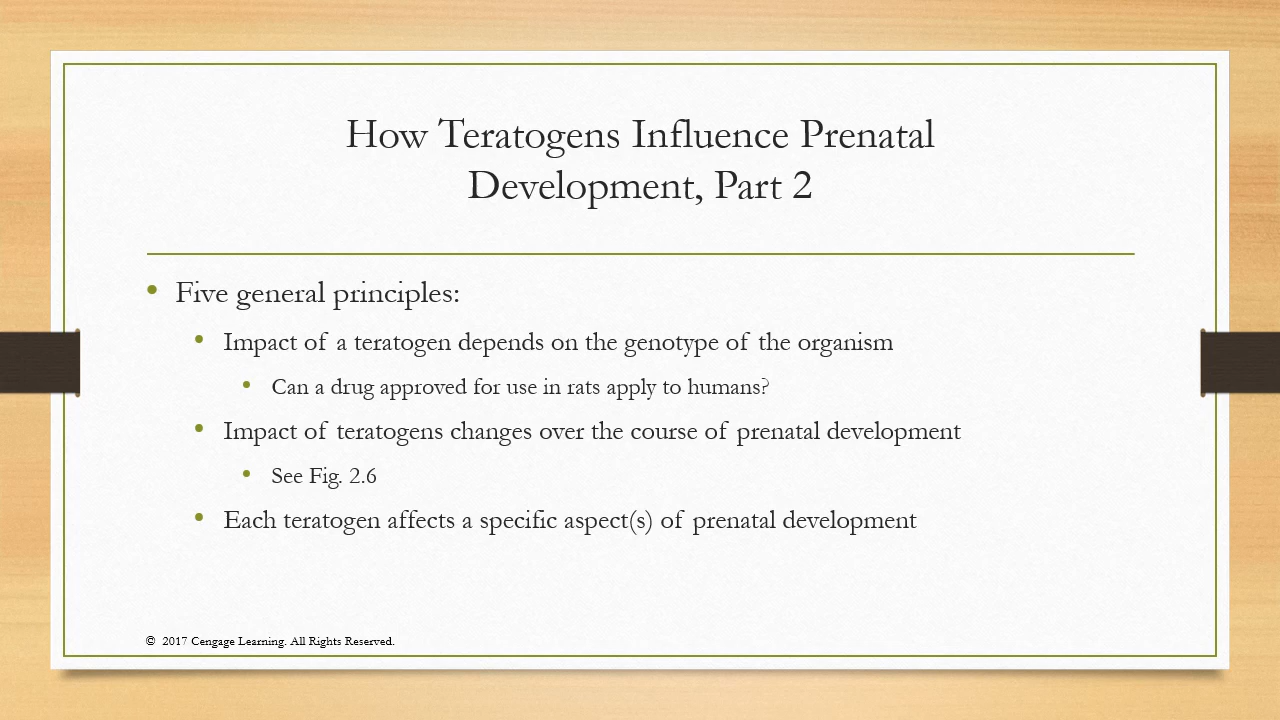 How Teratogens Influence Prenatal
Development, Part 2
• Five general principles:
• Impact of a teratogen depends on the genotype of the organism
• Can a drug approved for use in rats apply to humans?
• Impact of teratogens changes over the course of prenatal development
• See Fig. 2.6
• Each teratogen affects a specific aspect(s) of prenatal development
© 2017 Cengage Learning. All Rights Reserved.